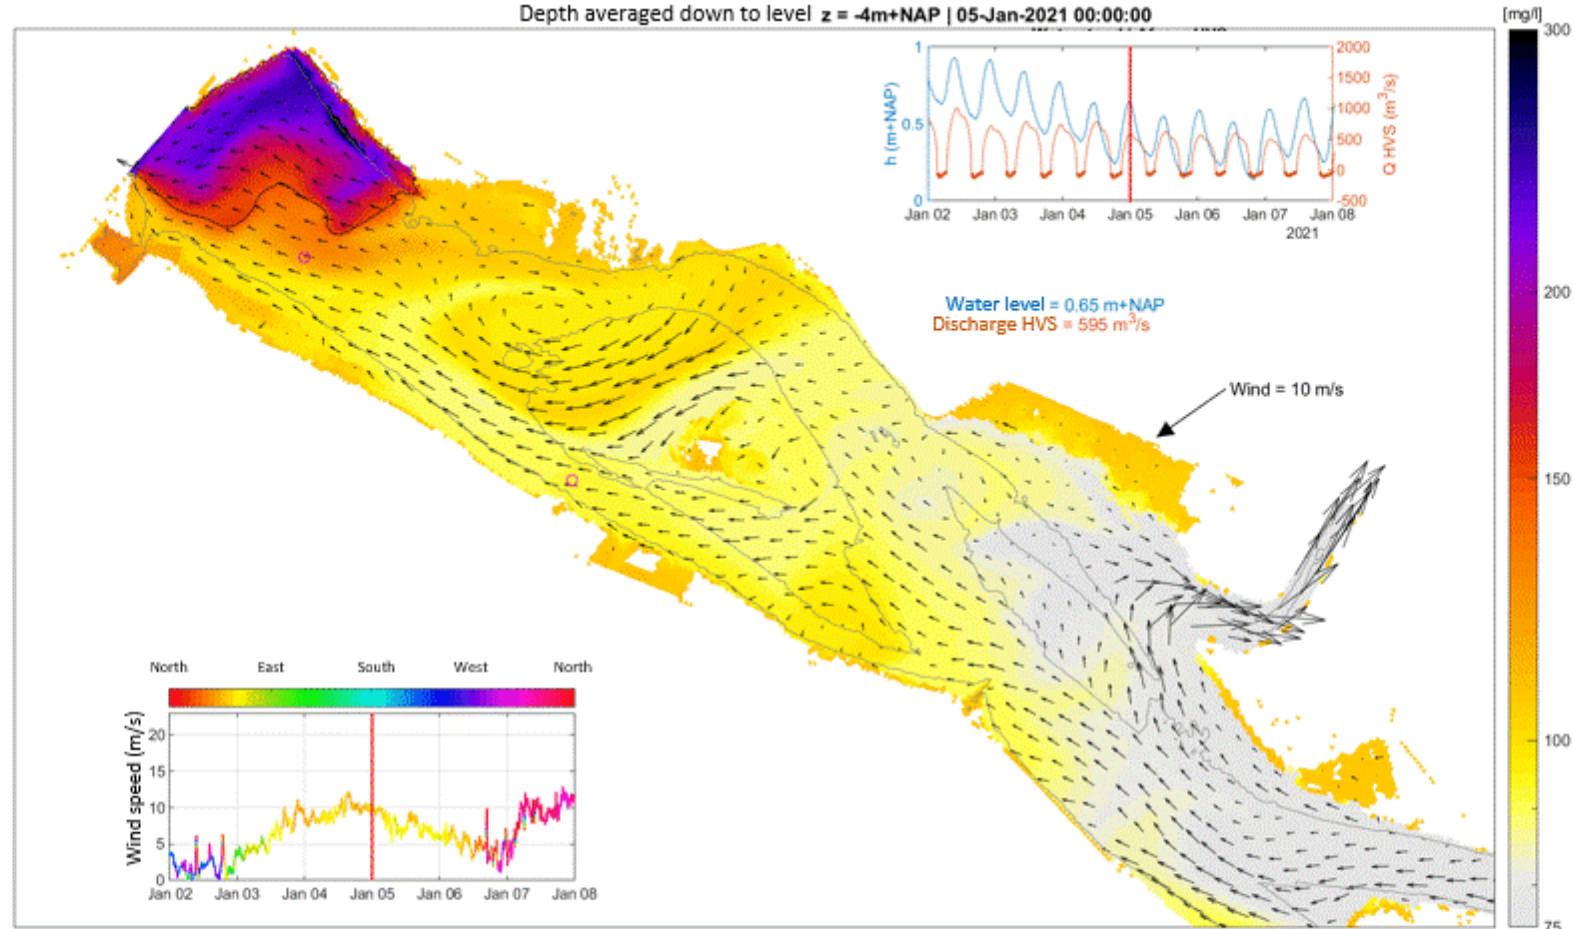 Depth averaged down to level z = -4m+NAP | 05-Jan-2021 00:00:00
[mg/l]
300
200
150
100
75
1
0.5
0
h (m+NAP)
2000
1500
1000
500
0
-500
Q HVS (m³/s)
Jan 02 Jan 03 Jan 04 Jan 05 Jan 06 Jan 07 Jan 08
2021
Water level = 0.65 m+NAP
Discharge HVS = 595 m³/s
Wind = 10 m/s
North East South West North
Wind speed (m/s)
20
15
10
5
0
Jan 02 Jan 03 Jan 04 Jan 05 Jan 06 Jan 07 Jan 08